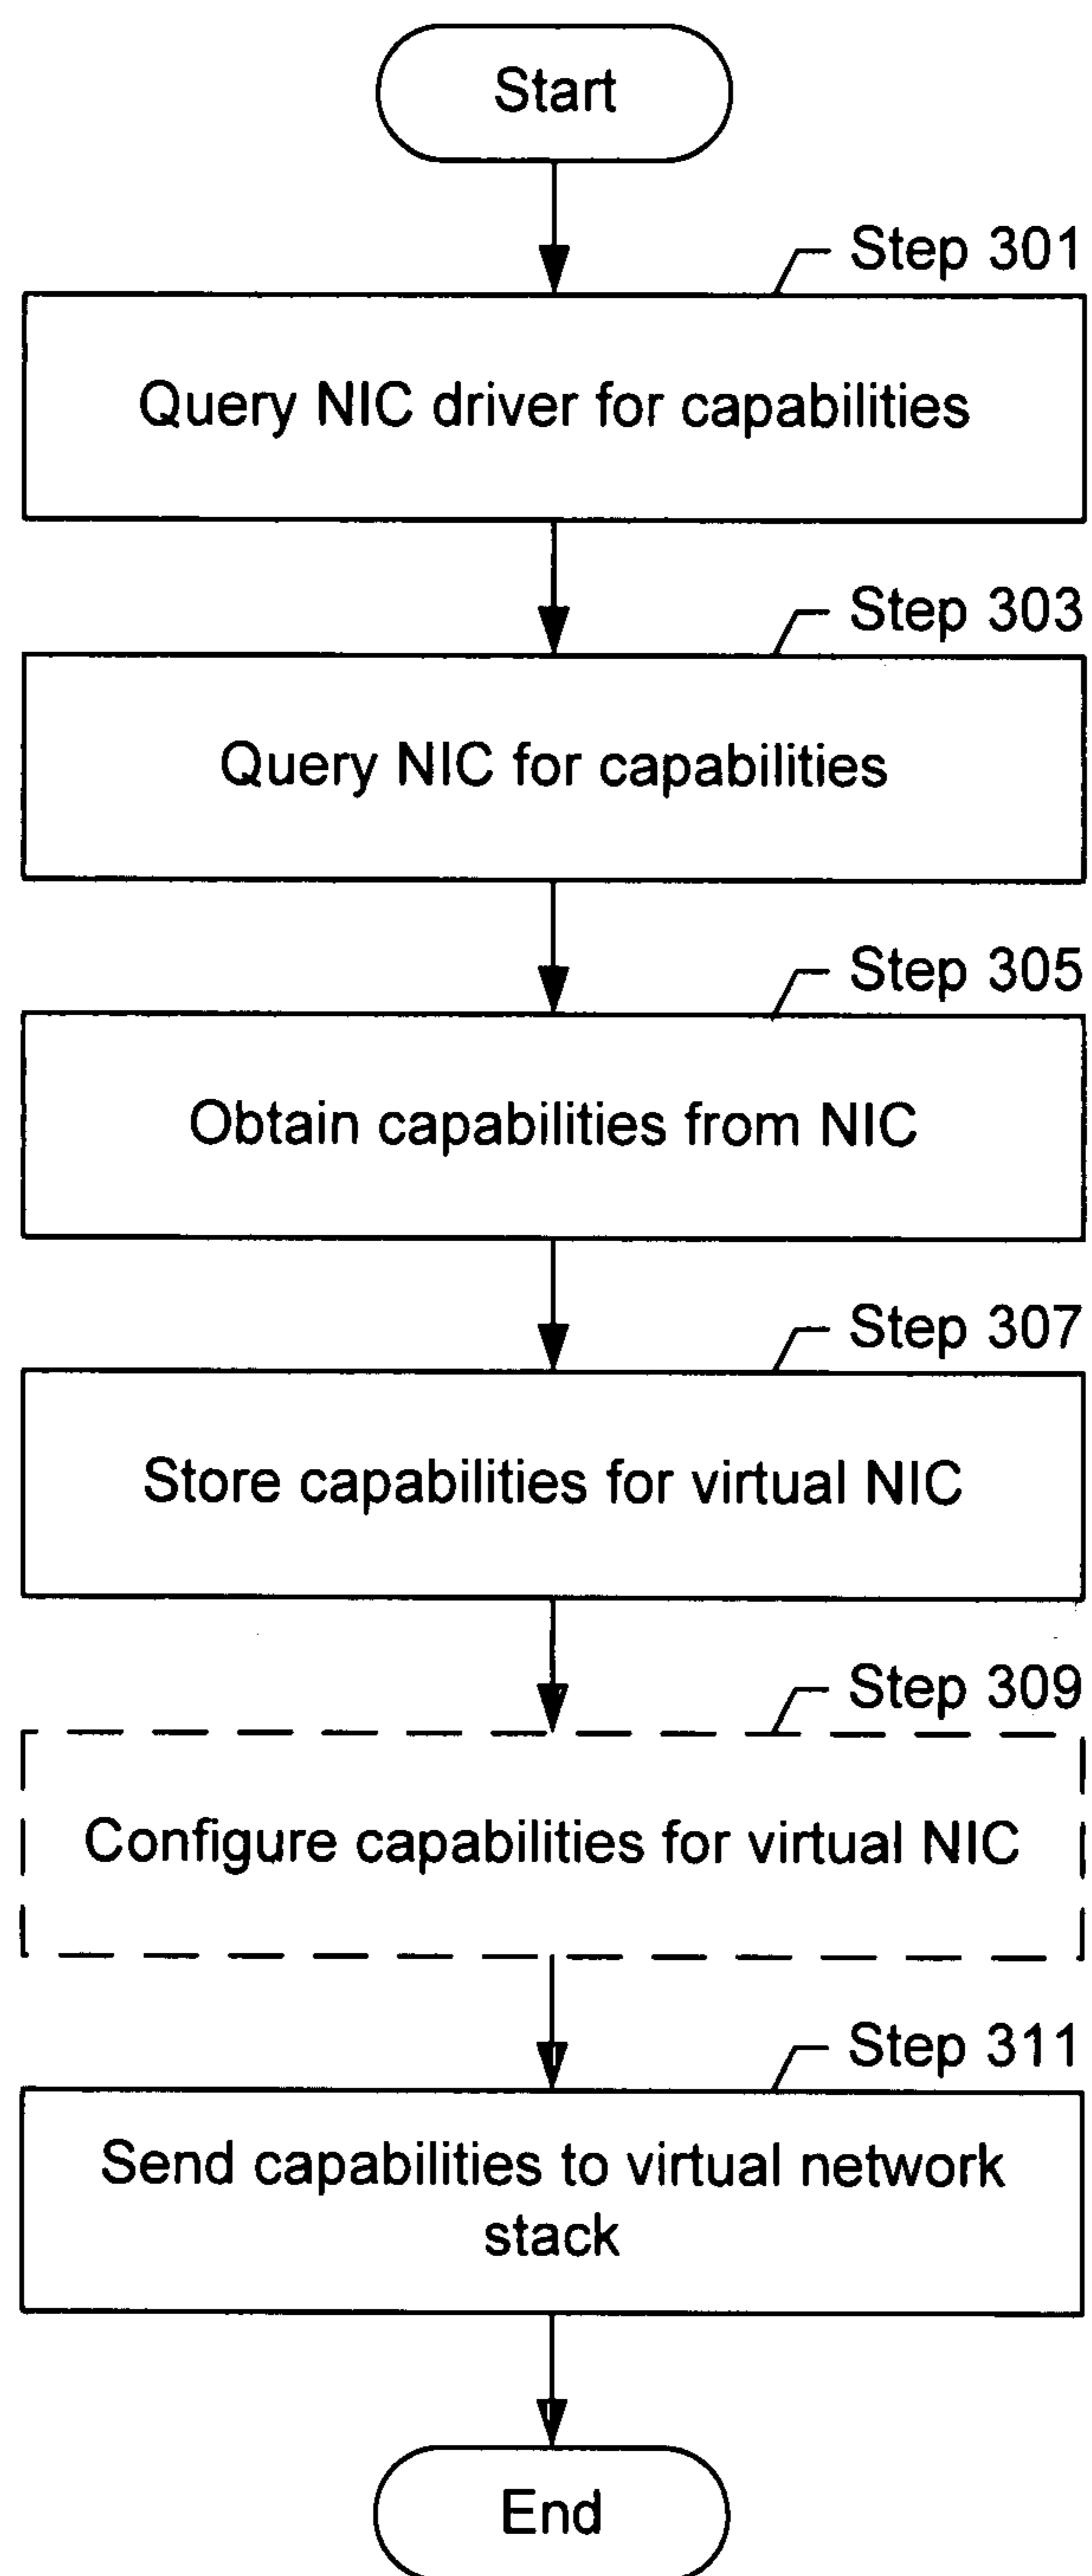 Start
Step 301
Query NIC driver for capabilities
Step 303
Query NIC for capabilities
Step 305
Obtain capabilities from NIC
Step 307
Store capabilities for virtual NIC
Step 309
Configure capabilities for virtual NIC
Step 311
Send capabilities to virtual network
stack
End